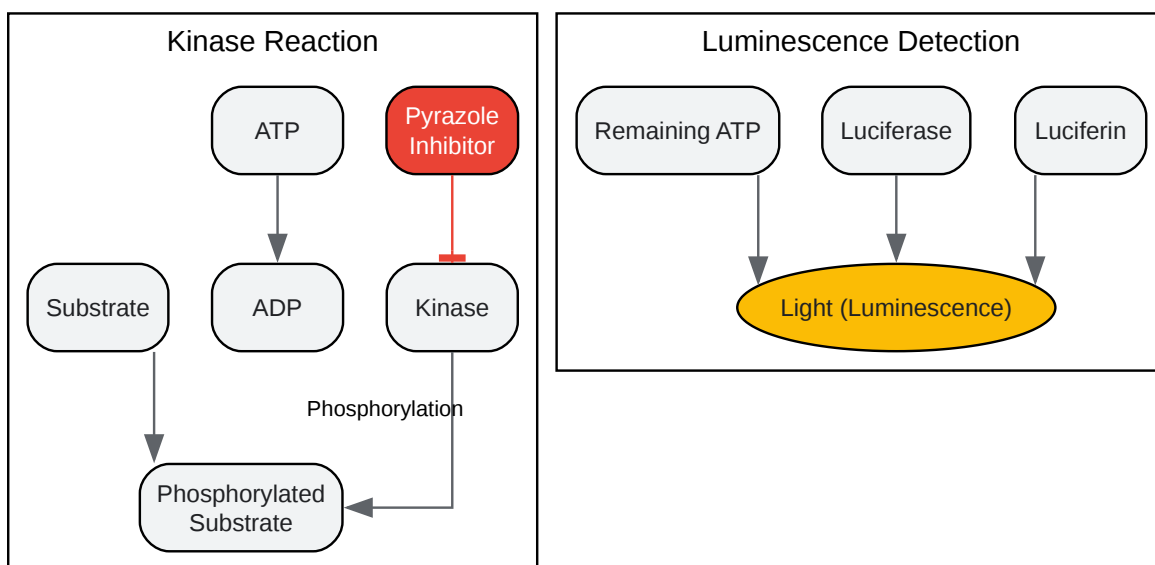 Kinase Reaction
ATP
Pyrazole
Inhibitor
Substrate
ADP
Kinase
Phosphorylation
Phosphorylated
Substrate
Luminescence Detection
Remaining ATP
Luciferase
Luciferin
Light (Luminescence)